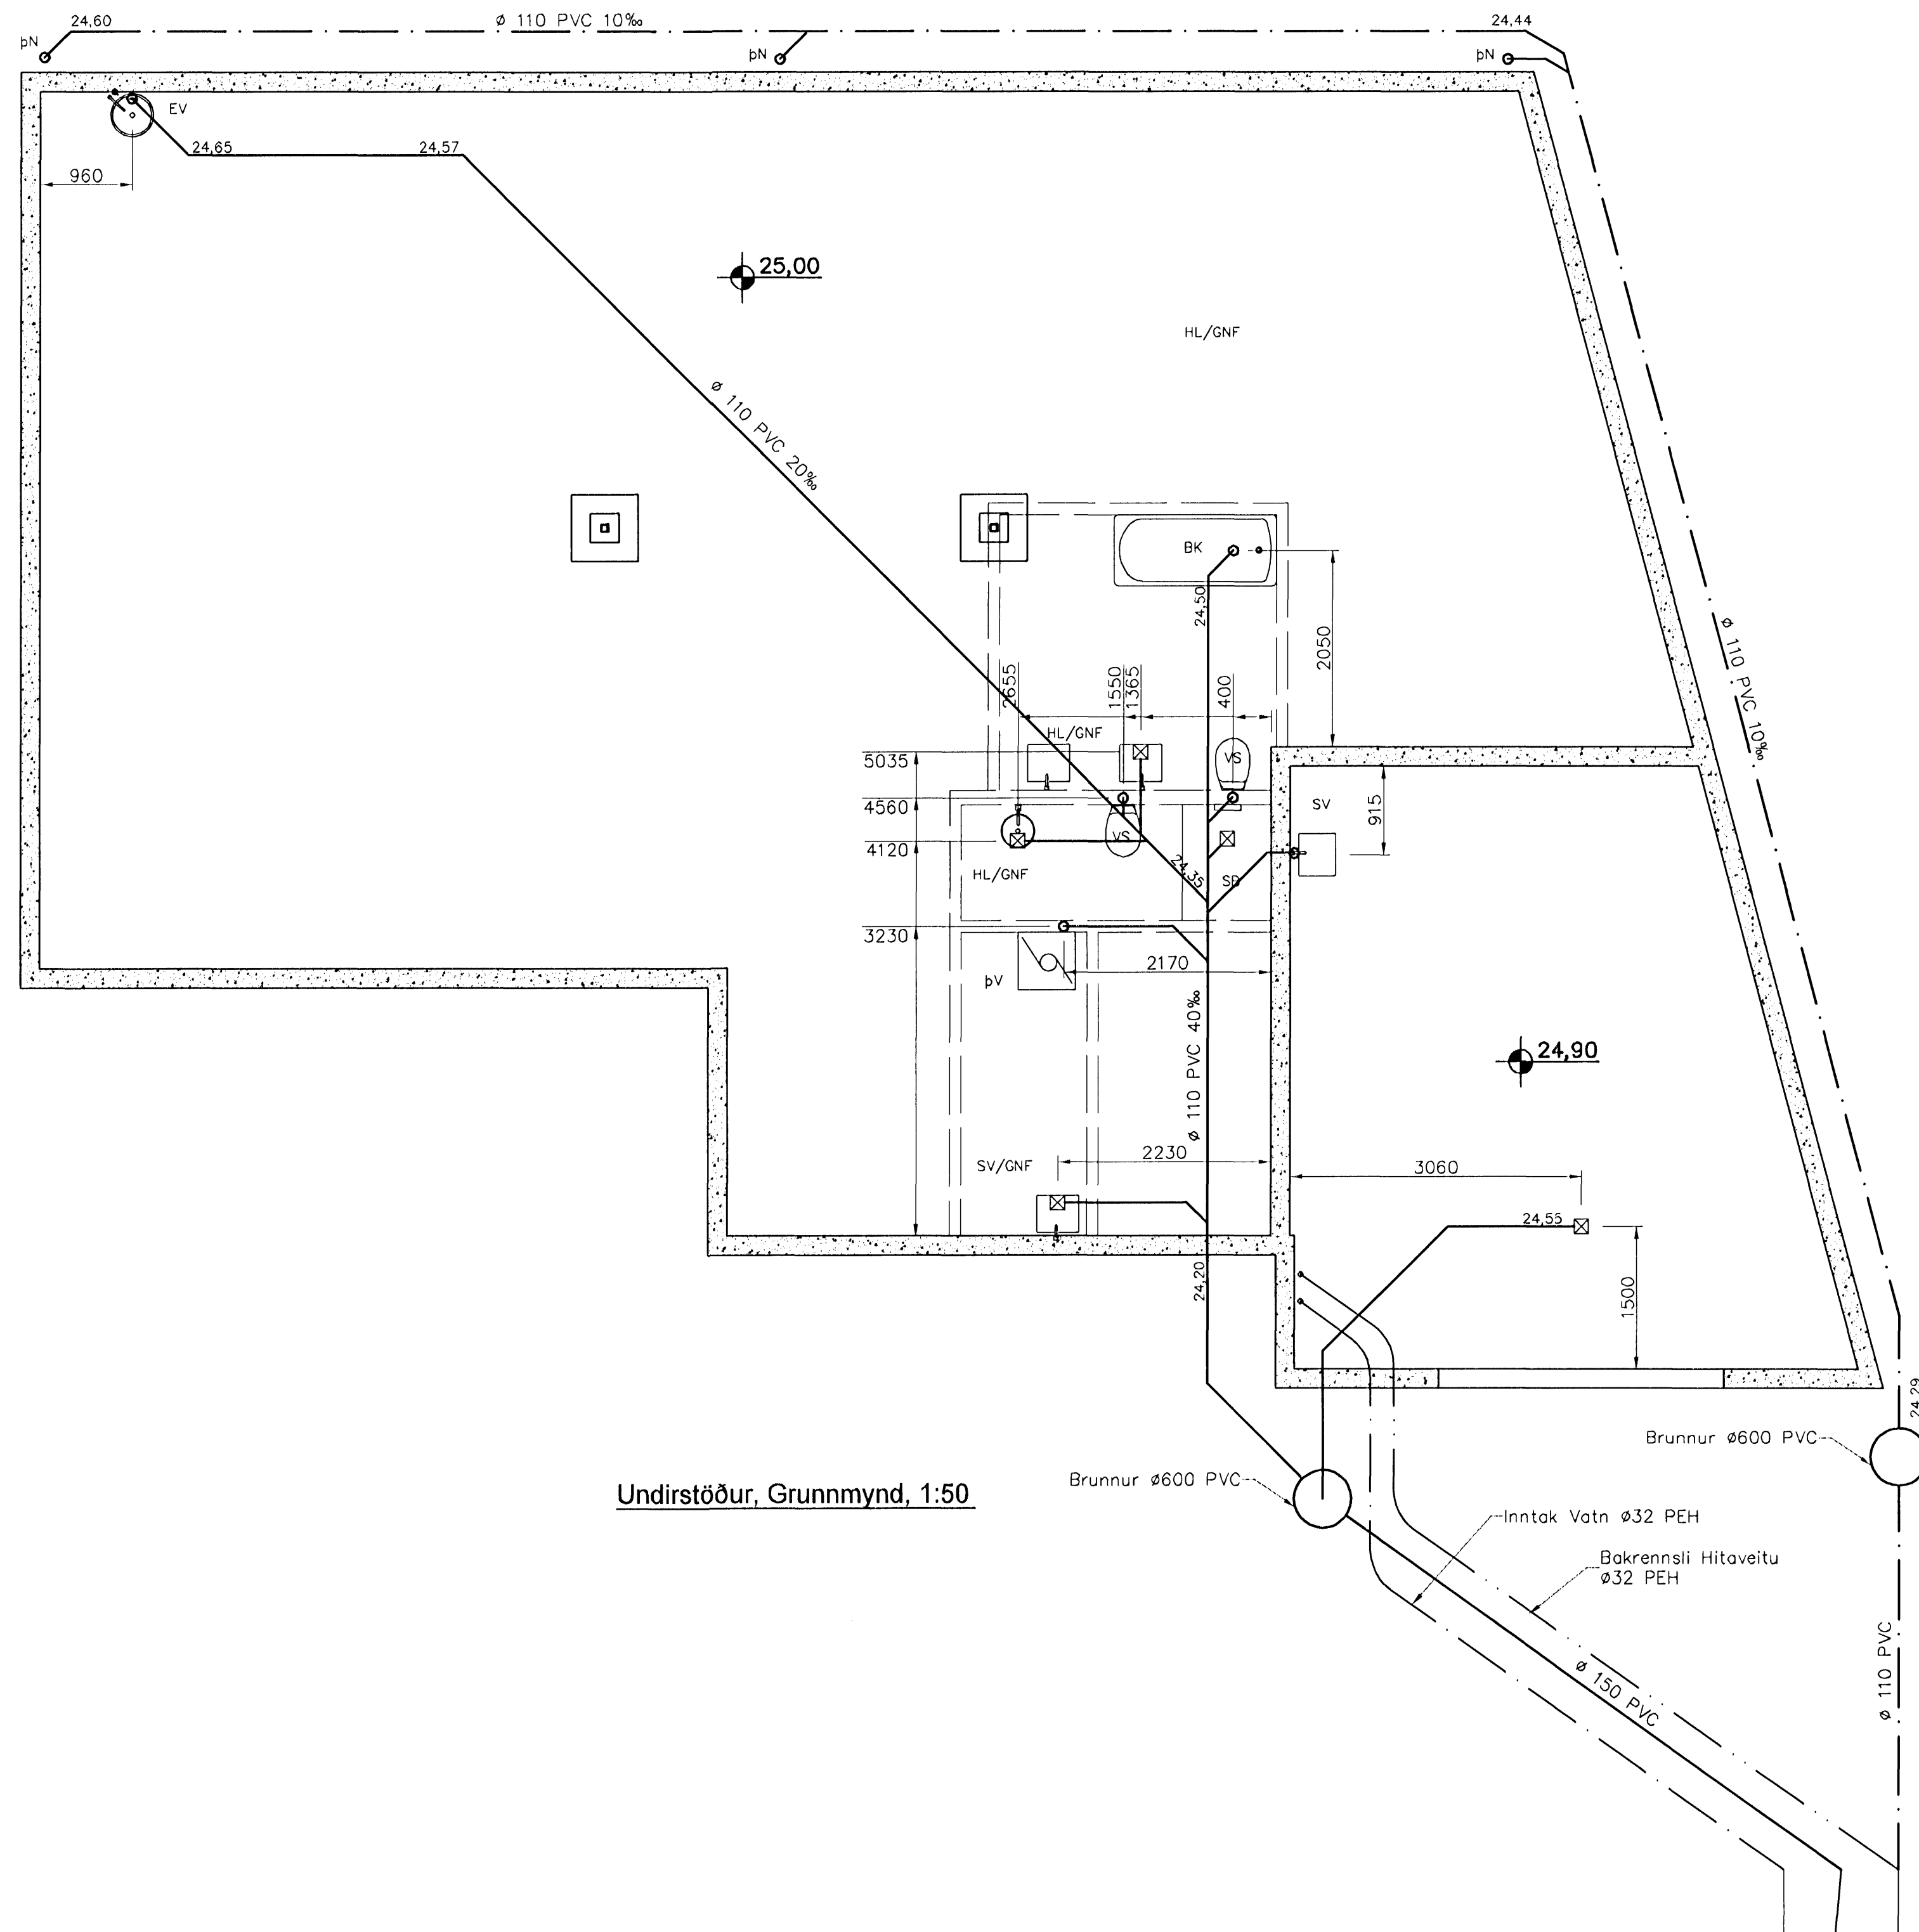 24,60
Ø 110 PVC 10‰
24,44
þN
þN
þN
EV
24,65
24,57
960
25,00
HL/GNF
Ø 110 PVC 20‰
BK
24,50
2050
Ø 110 PVC 10‰
2655
1550
1365
400
HL/GNF
5035
VS
4560
SV
915
VS
4120
24,35
HL/GNF
SB
3230
2170
þV
Ø 110 PVC 40‰
24,90
2230
SV/GNF
3060
24,55
24,20
1500
24,29
Brunnur Ø600 PVC
Brunnur Ø600 PVC
Undirstöður, Grunnmynd, 1:50
Inntak Vatn Ø32 PEH
Bakrennsli Hitaveitu
Ø32 PEH
Ø 150 PVC
Ø 110 PVC